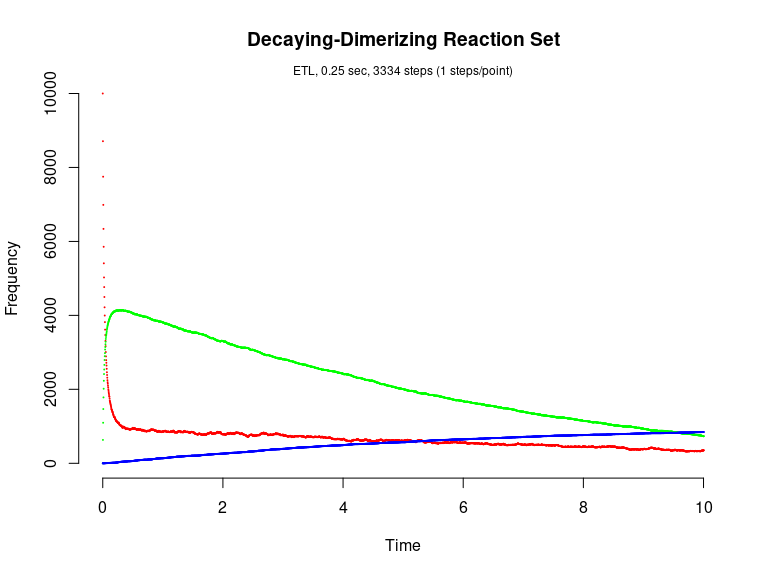 Decaying-Dimerizing Reaction Set
ETL, 0.25 sec, 3334 steps (1 steps/point)
Frequency
10000
8000
6000
4000
2000
0
0 2 4 6 8 10
Time